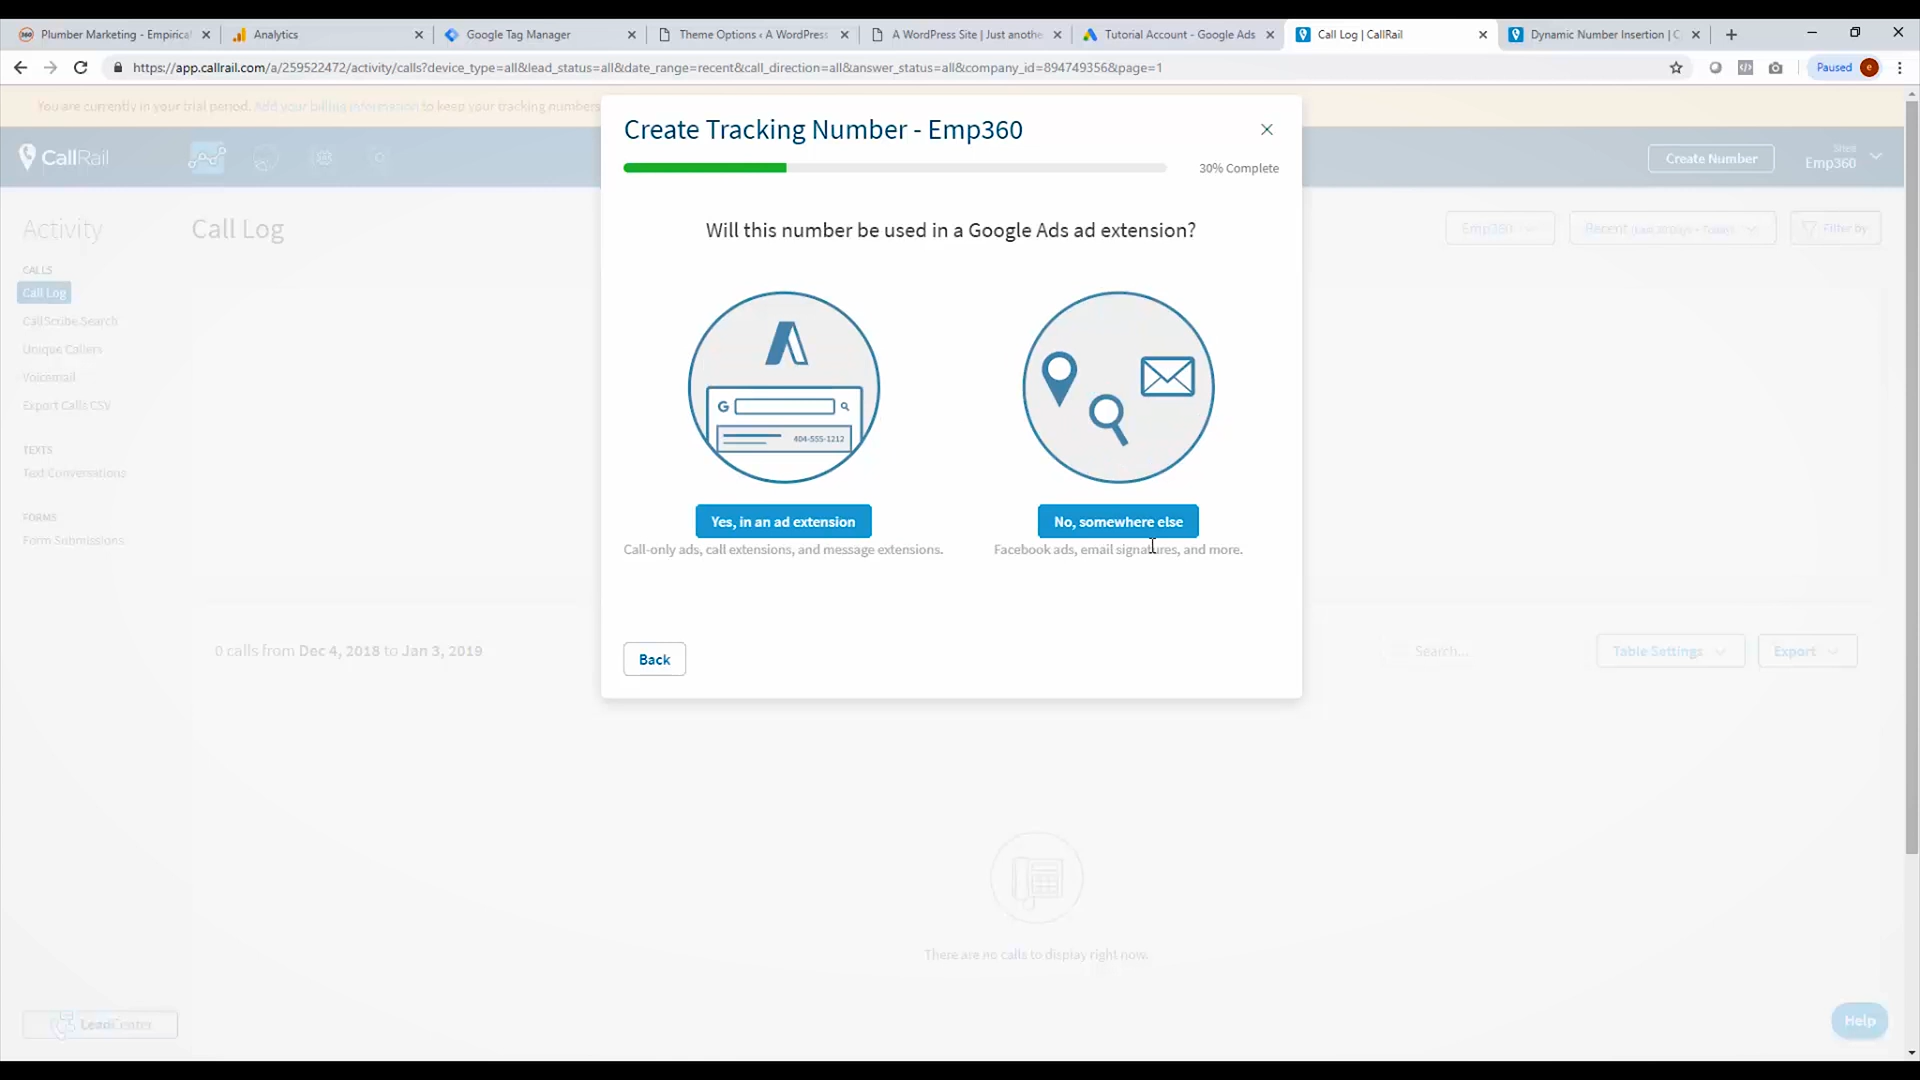 Plumber Marketing - Empirical
Analytics
Google Tag Manager
Theme Options ‹ A WordPress
A WordPress Site | Just anothe
Tutorial Account - Google Ads
Call Log | CallRail
Dynamic Number Insertion | C
https://app.callrail.com/a/259522472/activity/calls?device_type=all&lead_status=all&date_range=recent&call_direction=all&answer_status=all&company_id=894749356&page=1
Paused
e
You are currently in your trial period. Add your billing information to keep your tracking numbers
CallRail
Create Number
Emp360
Create Tracking Number - Emp360
30% Complete
Will this number be used in a Google Ads ad extension?
G
404-555-1212
Yes, in an ad extension
Call-only ads, call extensions, and message extensions.
No, somewhere else
Facebook ads, email signatures, and more.
Back
Activity
CALLS
Call Log
CallScribe Search
Unique Callers
Voicemail
Export Calls CSV
TEXTS
Text Conversations
FORMS
Form Submissions
Call Log
Emp360
Recent (Last 30 Days - Today)
Filter by
0 calls from Dec 4, 2018 to Jan 3, 2019
Search...
Table Settings
Export
There are no calls to display right now.
Lead Center
Help